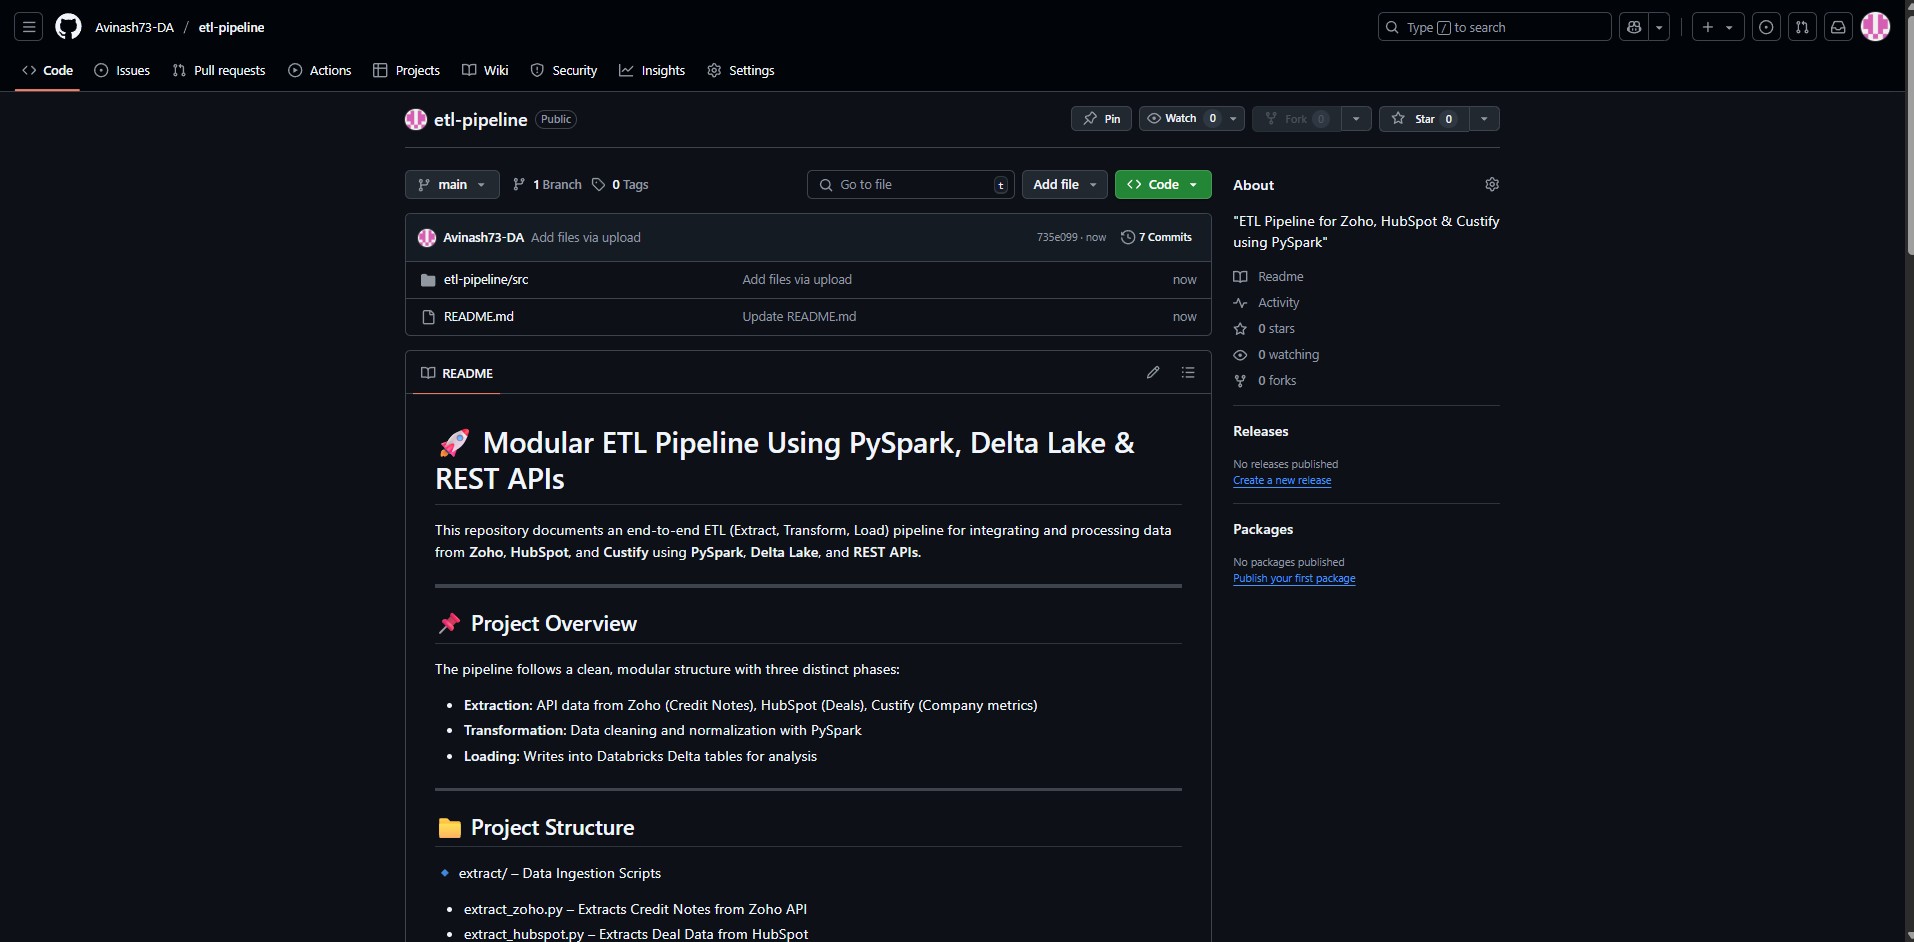 Avinash73-DA / etl-pipeline
Type / to search
Code Issues Pull requests Actions Projects Wiki Security Insights Settings
etl-pipeline Public
Pin Watch 0 Fork 0 Star 0
main 1 Branch 0 Tags
Go to file t Add file Code
Avinash73-DA Add files via upload 735e099 · now 7 Commits
etl-pipeline/src Add files via upload now
README.md Update README.md now
README
🚀 Modular ETL Pipeline Using PySpark, Delta Lake &
REST APIs
This repository documents an end-to-end ETL (Extract, Transform, Load) pipeline for integrating and processing data
from Zoho, HubSpot, and Custify using PySpark, Delta Lake, and REST APIs.
📌 Project Overview
The pipeline follows a clean, modular structure with three distinct phases:
• Extraction: API data from Zoho (Credit Notes), HubSpot (Deals), Custify (Company metrics)
• Transformation: Data cleaning and normalization with PySpark
• Loading: Writes into Databricks Delta tables for analysis
📁 Project Structure
🔹 extract/ – Data Ingestion Scripts
• extract_zoho.py – Extracts Credit Notes from Zoho API
• extract_hubspot.py – Extracts Deal Data from HubSpot
About
"ETL Pipeline for Zoho, HubSpot & Custify
using PySpark"
Readme
Activity
0 stars
0 watching
0 forks
Releases
No releases published
Create a new release
Packages
No packages published
Publish your first package